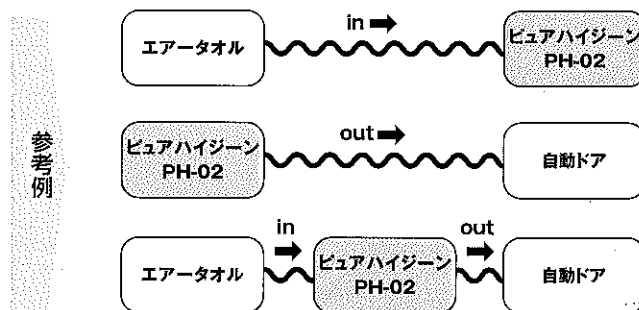 参考例
in
エアータオル
ピュアハイジーン
PH-02
out
ピュアハイジーン
PH-02
自動ドア
in
out
エアータオル
ピュアハイジーン
PH-02
自動ドア